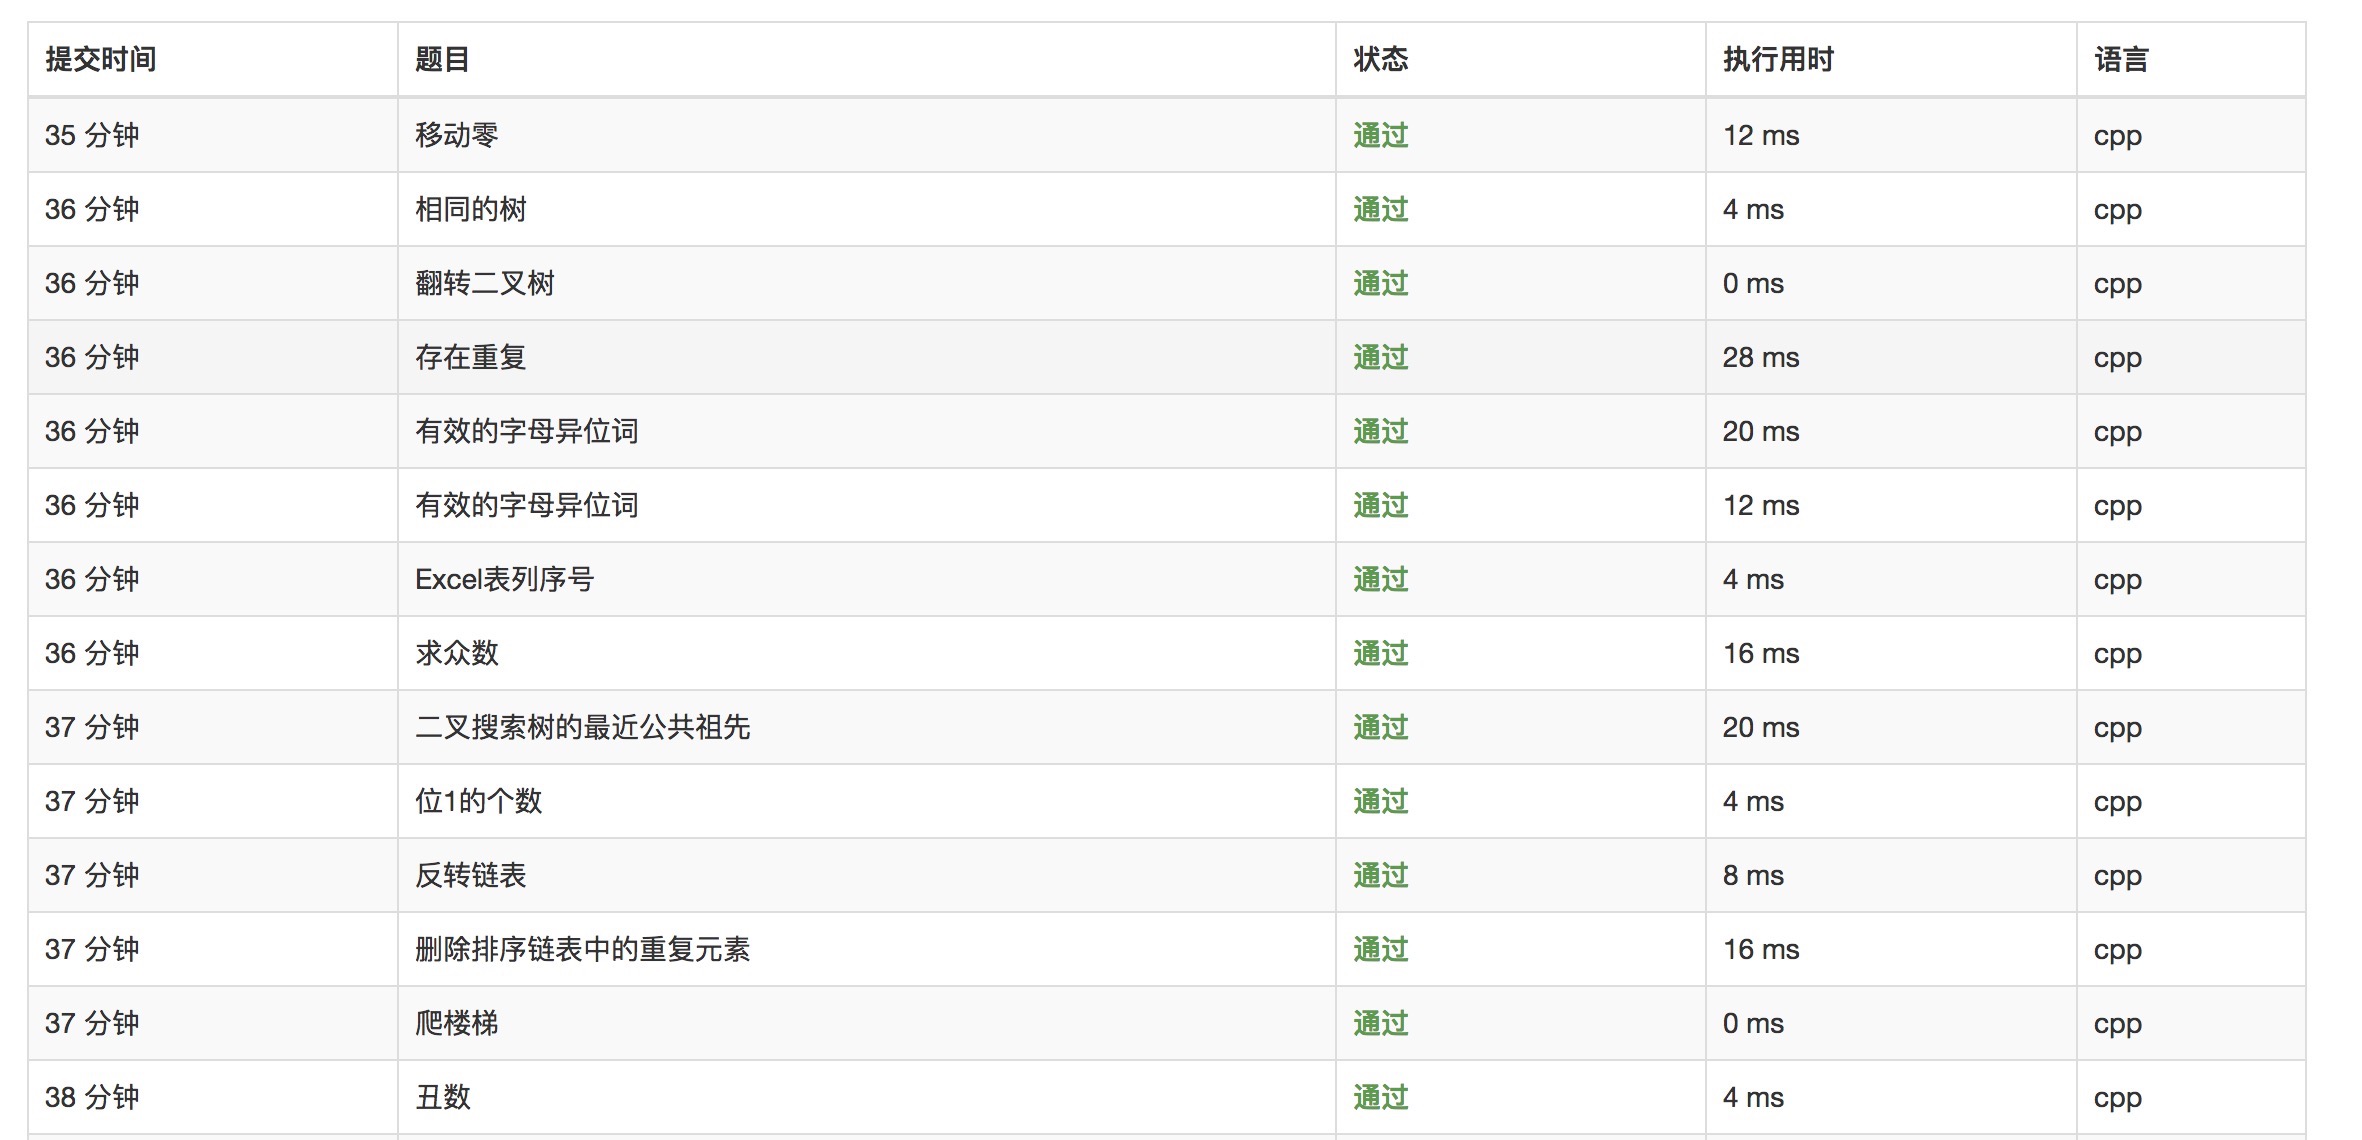 提交时间 题目 状态 执行用时 语言
35 分钟 移动零 通过 12 ms cpp
36 分钟 相同的树 通过 4 ms cpp
36 分钟 翻转二叉树 通过 0 ms cpp
36 分钟 存在重复 通过 28 ms cpp
36 分钟 有效的字母异位词 通过 20 ms cpp
36 分钟 有效的字母异位词 通过 12 ms cpp
36 分钟 Excel表列序号 通过 4 ms cpp
36 分钟 求众数 通过 16 ms cpp
37 分钟 二叉搜索树的最近公共祖先 通过 20 ms cpp
37 分钟 位1的个数 通过 4 ms cpp
37 分钟 反转链表 通过 8 ms cpp
37 分钟 删除排序链表中的重复元素 通过 16 ms cpp
37 分钟 爬楼梯 通过 0 ms cpp
38 分钟 丑数 通过 4 ms cpp